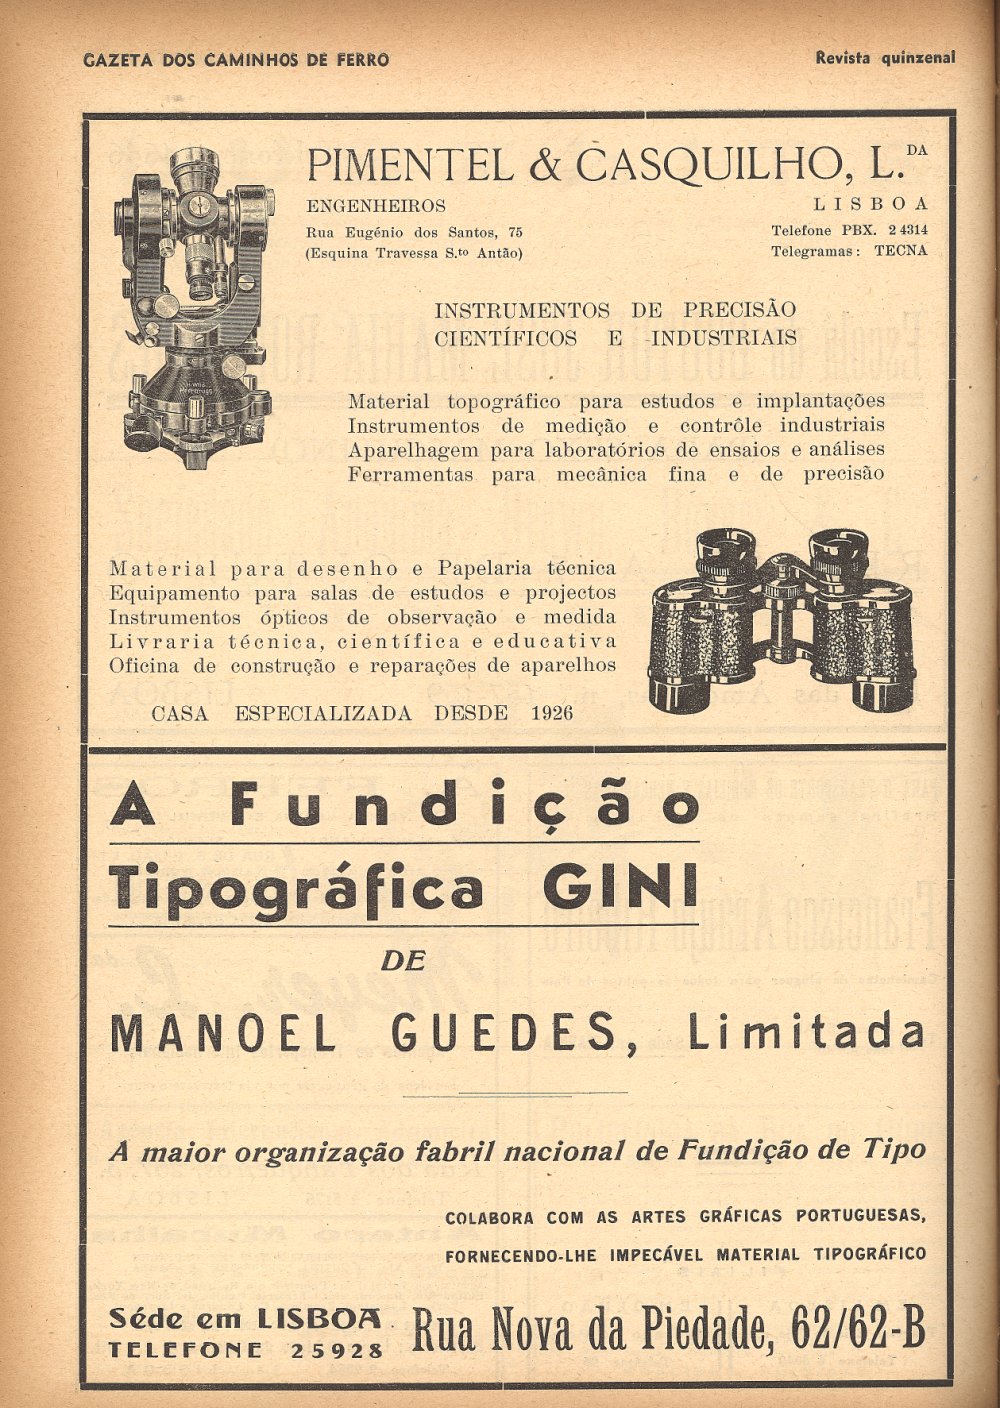 GAZETA DOS CAMINHOS DE FERRO
Revista quinzenal
PIMENTEL & CASQUILHO, L.DA
ENGENHEIROS
LISBOA
Rua Eugénio dos Santos, 75
Telefone PBX. 2 4314
(Esquina Travessa S.to Antão)
Telegramas: TECNA
INSTRUMENTOS DE PRECISÃO
CIENTÍFICOS E INDUSTRIAIS
Material topográfico para estudos e implantações
Instrumentos de medição e contrôle industriais
Aparelhagem para laboratórios de ensaios e análises
Ferramentas para mecânica fina e de precisão
Material para desenho e Papelaria técnica
Equipamento para salas de estudos e projectos
Instrumentos ópticos de observação e medida
Livraria técnica, científica e educativa
Oficina de construção e reparações de aparelhos
CASA ESPECIALIZADA DESDE 1926
A Fundição
Tipográfica GINI
DE
MANOEL GUEDES, Limitada
A maior organização fabril nacional de Fundição de Tipo
COLABORA COM AS ARTES GRÁFICAS PORTUGUESAS,
FORNECENDO-LHE IMPECÁVEL MATERIAL TIPOGRÁFICO
Séde em LISBOA
TELEFONE 25928
Rua Nova da Piedade, 62/62-B